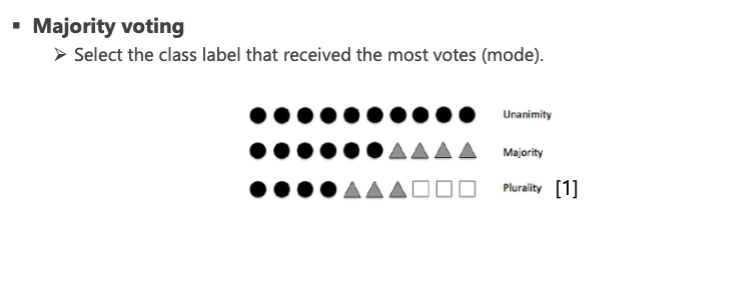 ▪ Majority voting
➢ Select the class label that received the most votes (mode).
Unanimity
Majority
Plurality [1]